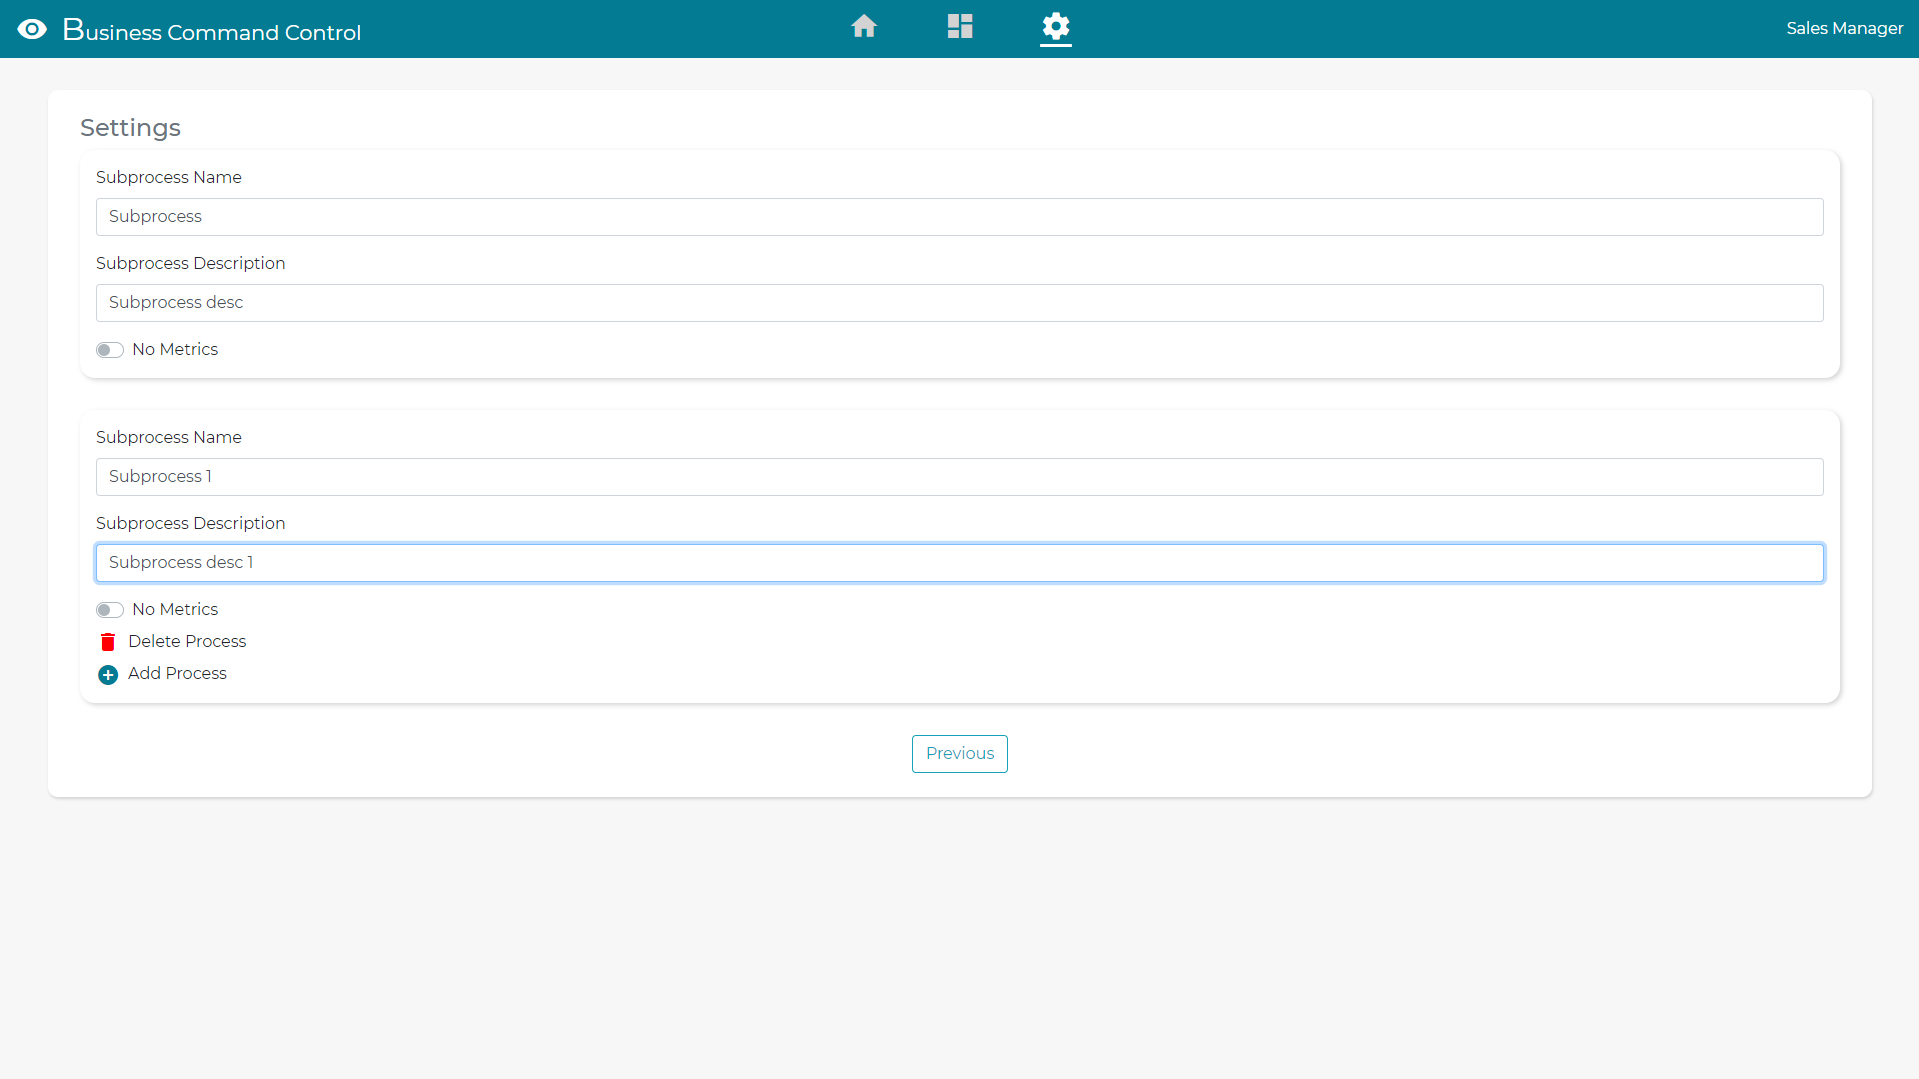 Business Command Control
Sales Manager
Settings
Subprocess Name
Subprocess
Subprocess Description
Subprocess desc
No Metrics
Subprocess Name
Subprocess 1
Subprocess Description
Subprocess desc 1
No Metrics
Delete Process
Add Process
Previous